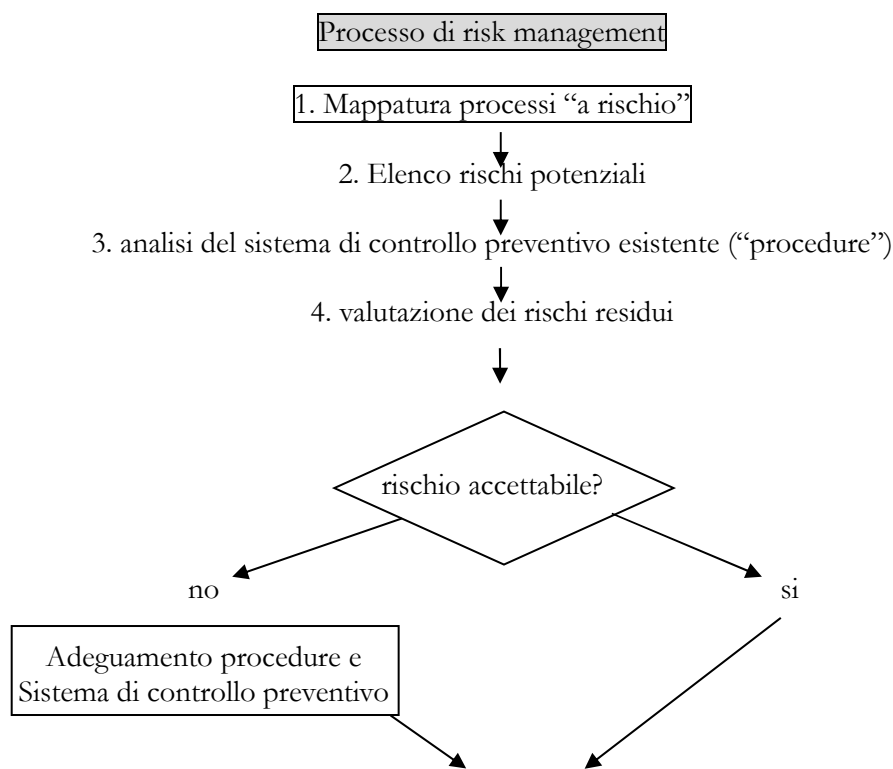 Processo di risk management
1. Mappatura processi “a rischio”
2. Elenco rischi potenziali
3. analisi del sistema di controllo preventivo esistente (“procedure”)
4. valutazione dei rischi residui
rischio accettabile?
no
si
Adeguamento procedure e
Sistema di controllo preventivo